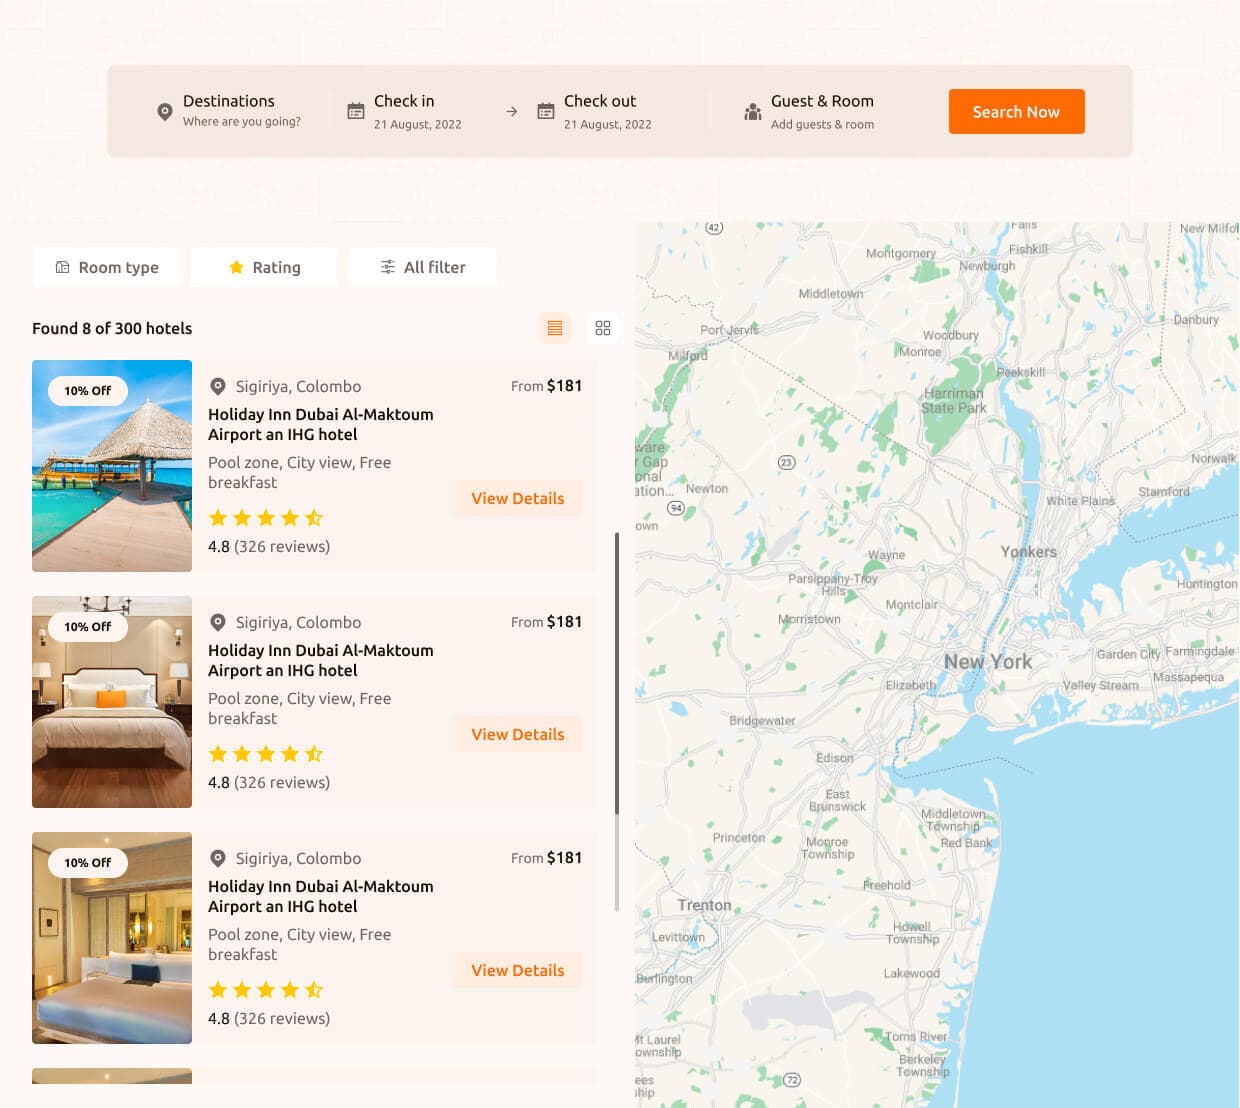 Destinations
Where are you going?
Check in
21 August, 2022
Check out
21 August, 2022
Guest & Room
Add guests & room
Search Now
Room type
Rating
All filter
Found 8 of 300 hotels
10% Off
Sigiriya, Colombo
From $181
Holiday Inn Dubai Al-Maktoum
Airport an IHG hotel
Pool zone, City view, Free
breakfast
View Details
4.8 (326 reviews)
10% Off
Sigiriya, Colombo
From $181
Holiday Inn Dubai Al-Maktoum
Airport an IHG hotel
Pool zone, City view, Free
breakfast
View Details
4.8 (326 reviews)
10% Off
Sigiriya, Colombo
From $181
Holiday Inn Dubai Al-Maktoum
Airport an IHG hotel
Pool zone, City view, Free
breakfast
View Details
4.8 (326 reviews)
42
Falls
New Milfo
Montgomery
Fishkill
Newburgh
Middletown
Port Jervis
Danbury
Woodbury
Monroe
Milford
Peekskill
Harriman
State Park
ware
r Gap
onal
ation...
23
Norwalk
Newton
Stamford
94
White Plains
own
Wayne
Yonkers
Parsippany-Troy
Hills
Huntington
Montclair
Morristown
New York
Garden City
Farmingdale
Elizabeth
Valley Stream
Massapequa
Bridgewater
Edison
East
Brunswick
Middletown
Township
Princeton
Monroe
Township
Red Bank
Freehold
Trenton
Howell
Township
Levittown
Burlington
Lakewood
Mt Laurel
ownship
Toms River
Berkeley
Township
ees
hip
72